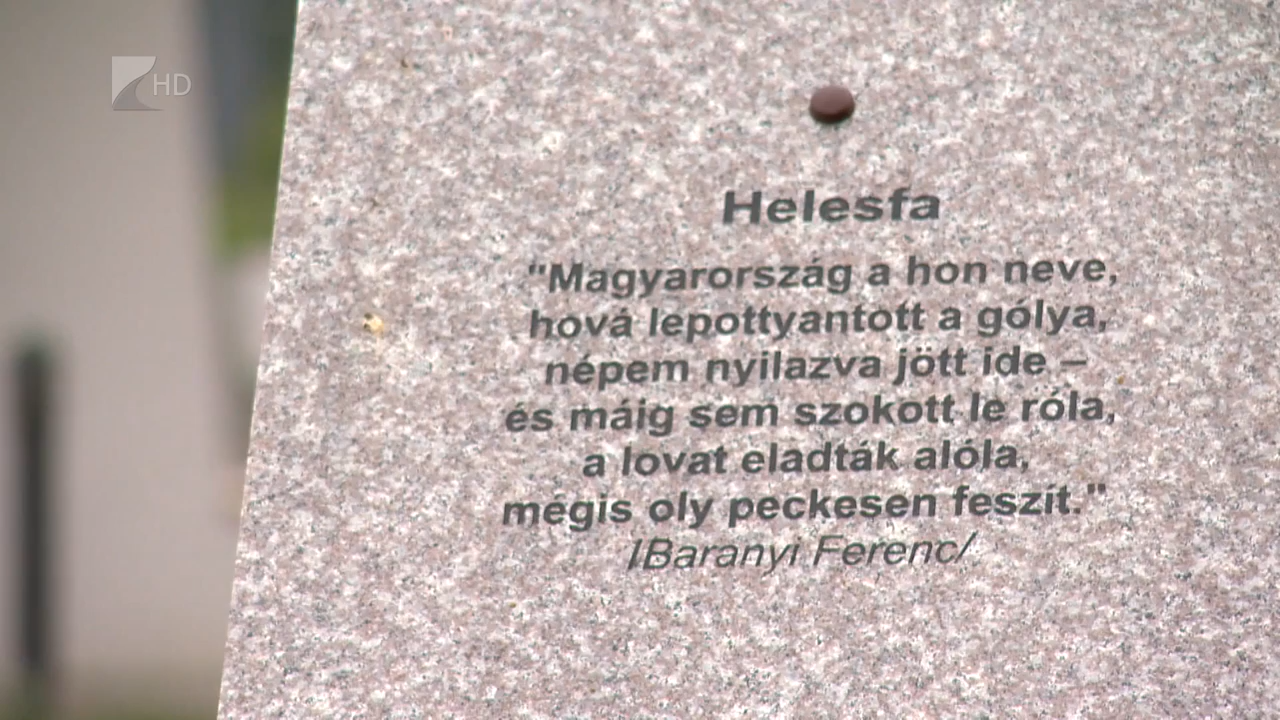 HD
Helesfa
"Magyarország a hon neve,
hová lepottyantott a gólya,
népem nyilazva jött ide –
és máig sem szokott le róla,
a lovat eladták alóla,
mégis oly peckesen feszít."
/Baranyi Ferenc/